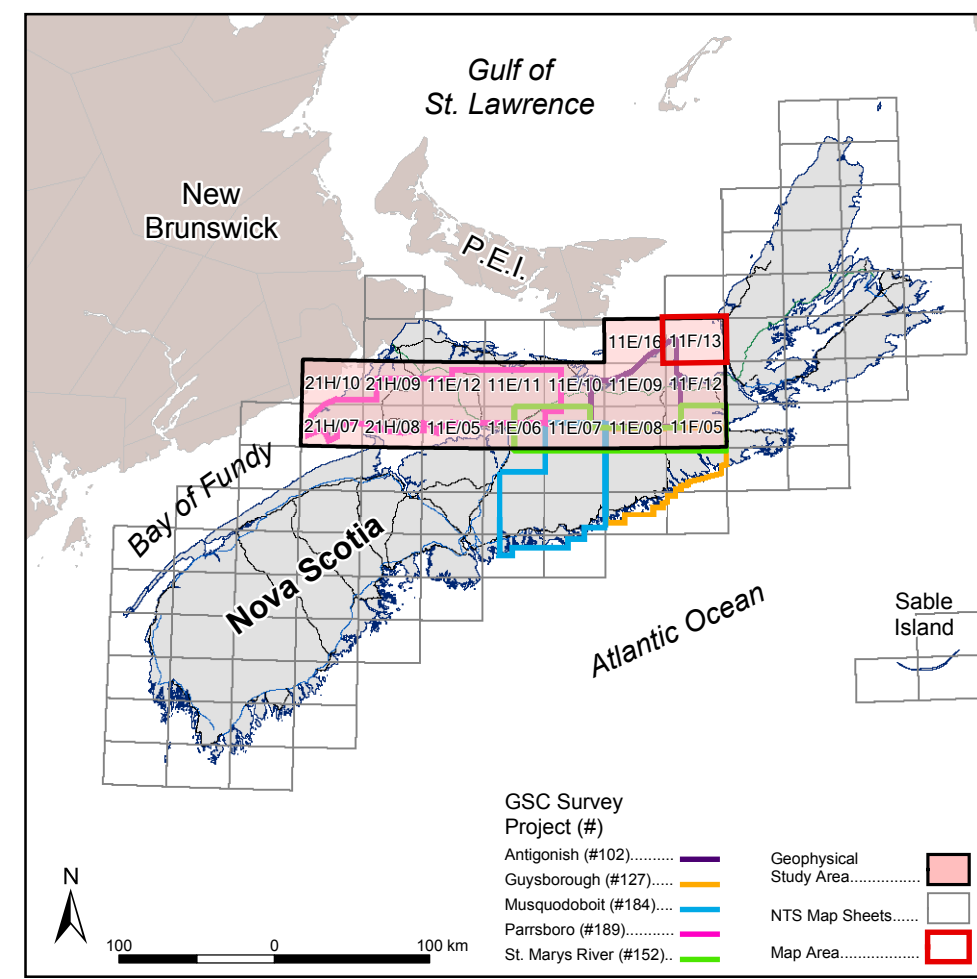 Gulf of
St. Lawrence
New
Brunswick
P.E.I.
11E/16 11F/13
21H/10 21H/09 11E/12 11E/11 11E/10 11E/09 11F/12
21H/07 21H/08 11E/05 11E/06 11E/07 11E/08 11F/05
Bay of Fundy
Nova Scotia
Atlantic Ocean
Sable
Island
GSC Survey
Project (#)
Antigonish (#102)..........
Guysborough (#127).....
Musquodoboit (#184)....
Parrsboro (#189)...........
St. Marys River (#152)..
Geophysical
Study Area................
NTS Map Sheets......
Map Area..................
N
100 0 100 km